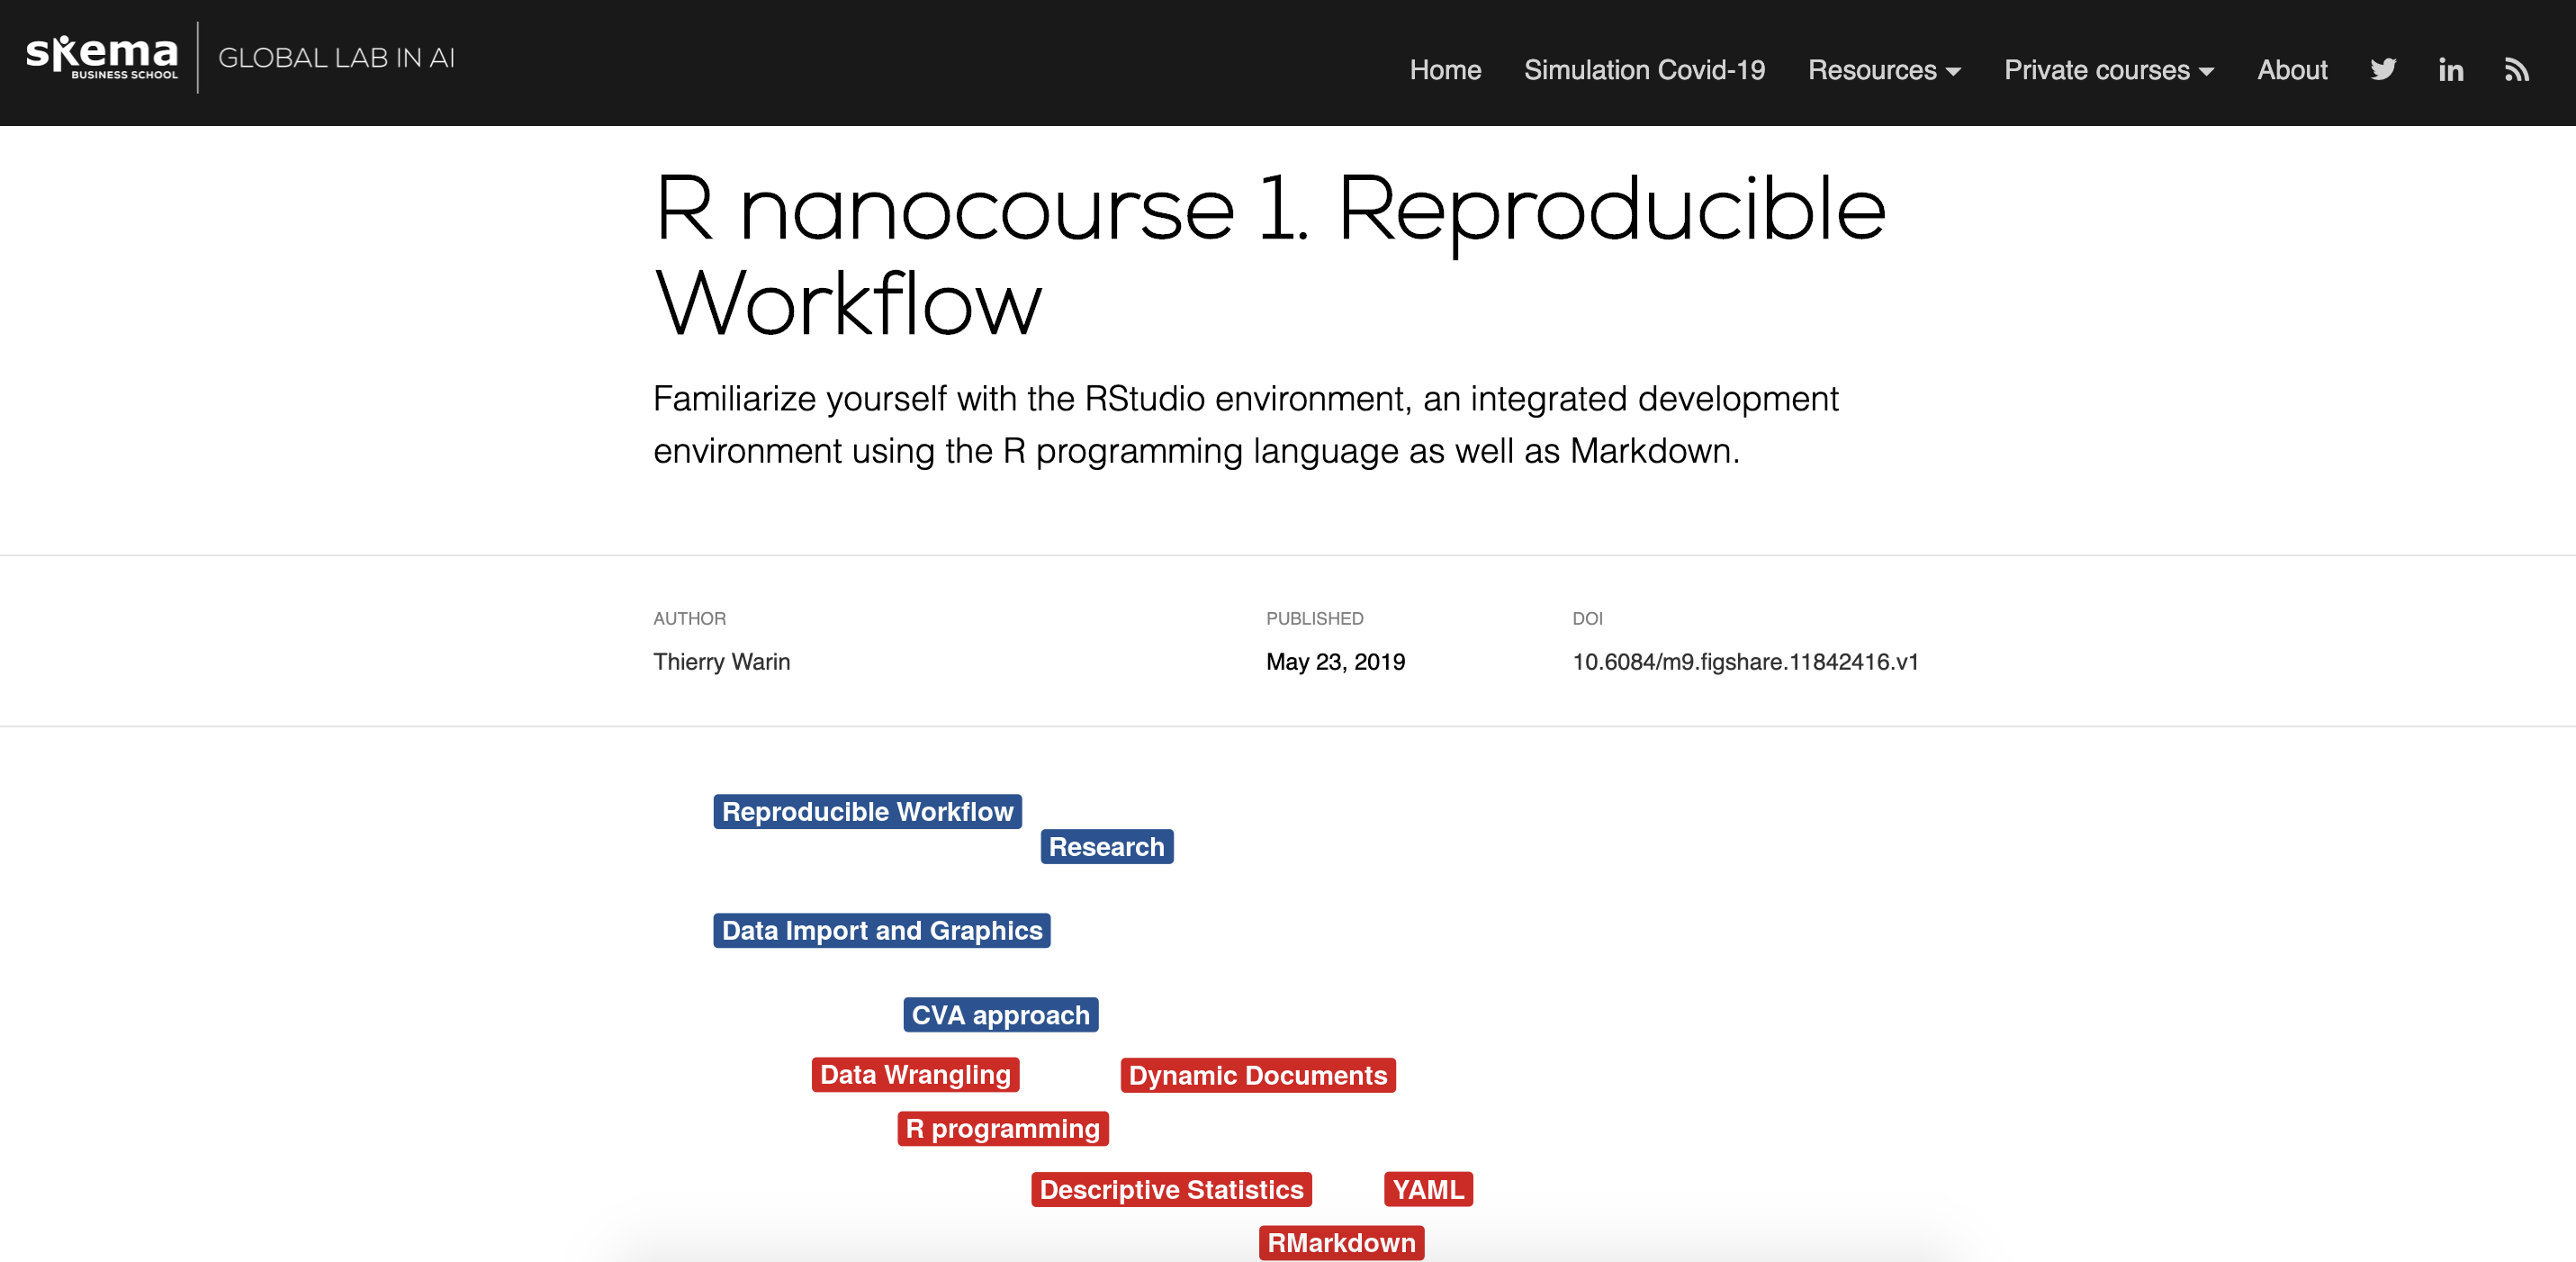 skema
BUSINESS SCHOOL
GLOBAL LAB IN AI
Home Simulation Covid-19 Resources Private courses About in
R nanocourse 1. Reproducible
Workflow
Familiarize yourself with the RStudio environment, an integrated development
environment using the R programming language as well as Markdown.
AUTHOR PUBLISHED DOI
Thierry Warin May 23, 2019 10.6084/m9.figshare.11842416.v1
Reproducible Workflow
Research
Data Import and Graphics
CVA approach
Data Wrangling Dynamic Documents
R programming
Descriptive Statistics YAML
RMarkdown